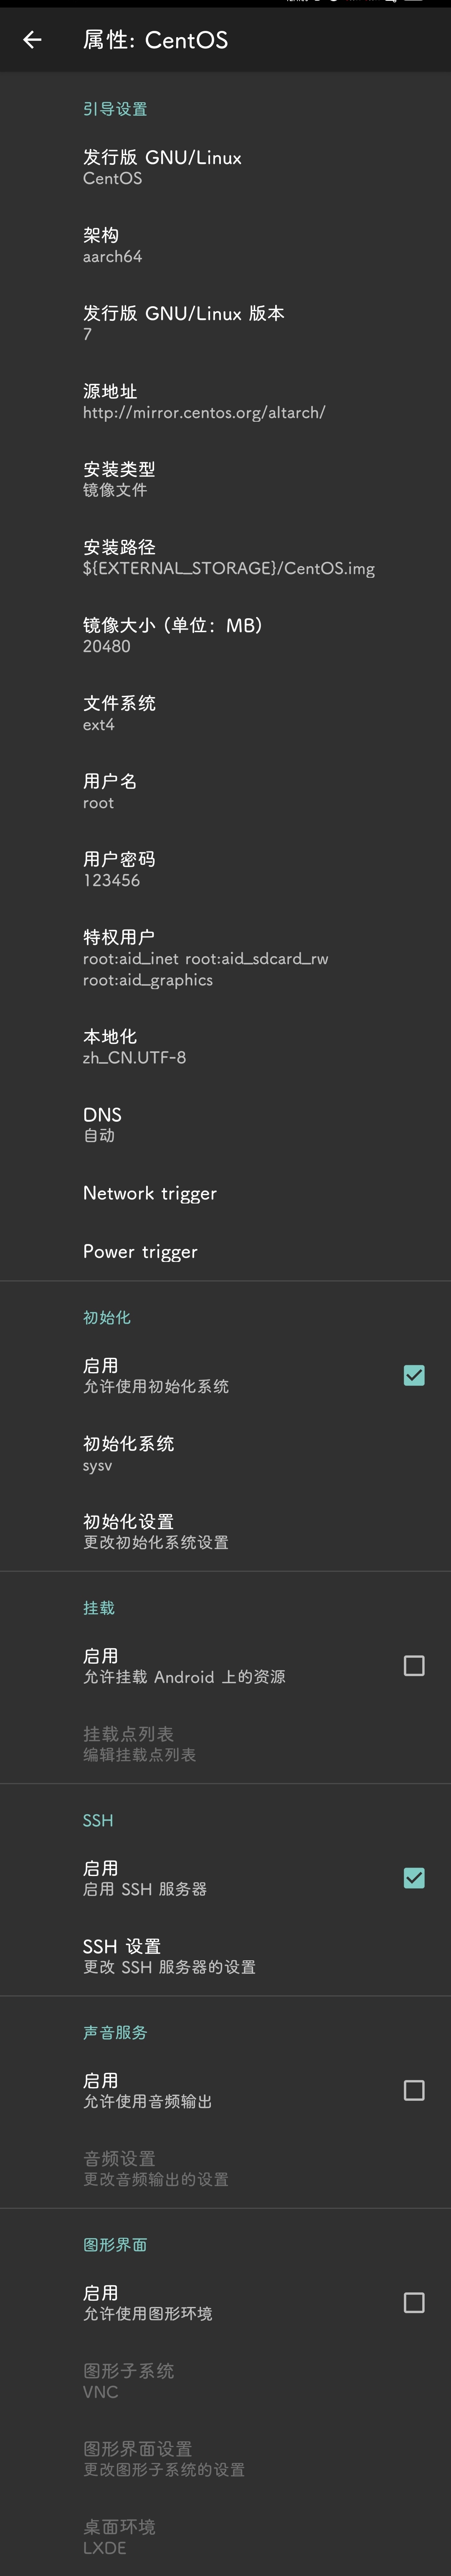 属性: CentOS
引导设置
发行版 GNU/Linux
CentOS
架构
aarch64
发行版 GNU/Linux 版本
7
源地址
http://mirror.centos.org/altarch/
安装类型
镜像文件
安装路径
${EXTERNAL_STORAGE}/CentOS.img
镜像大小 (单位：MB)
20480
文件系统
ext4
用户名
root
用户密码
123456
特权用户
root:aid_inet root:aid_sdcard_rw
root:aid_graphics
本地化
zh_CN.UTF-8
DNS
自动
Network trigger
Power trigger
初始化
启用
允许使用初始化系统
初始化系统
sysv
初始化设置
更改初始化系统设置
挂载
启用
允许挂载 Android 上的资源
挂载点列表
编辑挂载点列表
SSH
启用
启用 SSH 服务器
SSH 设置
更改 SSH 服务器的设置
声音服务
启用
允许使用音频输出
音频设置
更改音频输出的设置
图形界面
启用
允许使用图形环境
图形子系统
VNC
图形界面设置
更改图形子系统的设置
桌面环境
LXDE